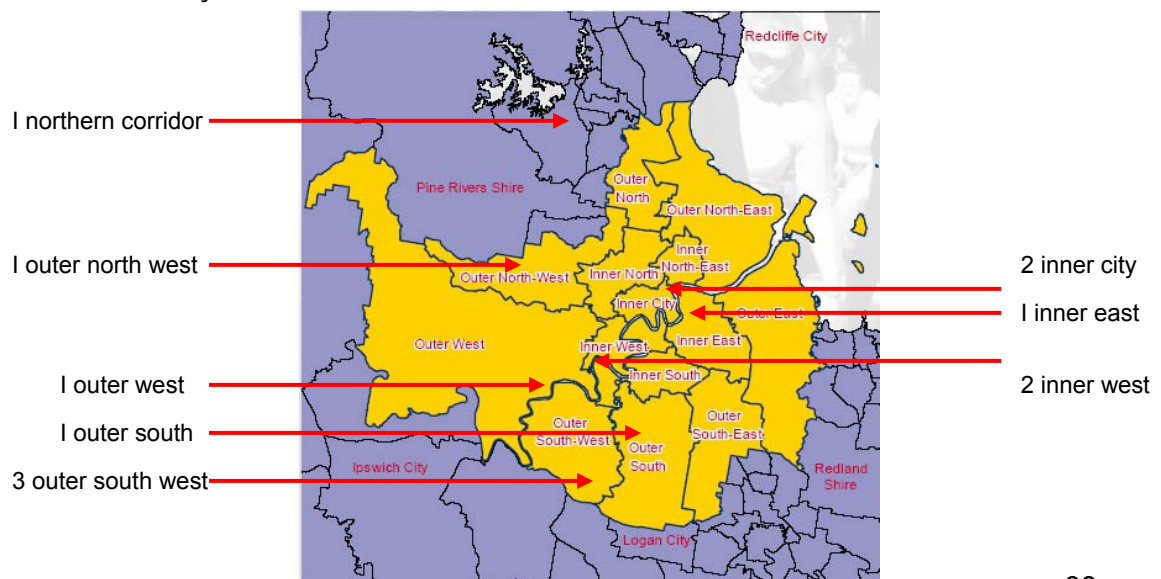 Redcliffe City
I northern corridor
Pine Rivers Shire
Outer
North
Outer North-East
I outer north west
Outer North-West
Inner North
Inner
North-East
2 inner city
Inner City
Outer East
I inner east
Outer West
Inner West
Inner East
Inner South
I outer west
2 inner west
I outer south
Outer
South-West
Outer
South
Outer
South-East
Ipswich City
Redland
Shire
3 outer south west
Logan City